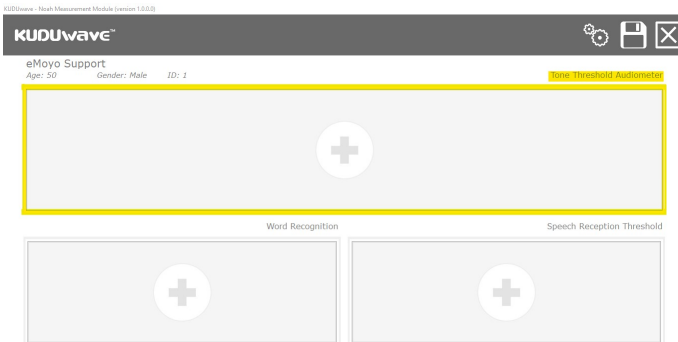 KUDUwave - Noah Measurement Module (version 1.0.0.0)
KUDUwave™
eMoyo Support
Age: 50 Gender: Male ID: 1
Tone Threshold Audiometer
Word Recognition
Speech Reception Threshold